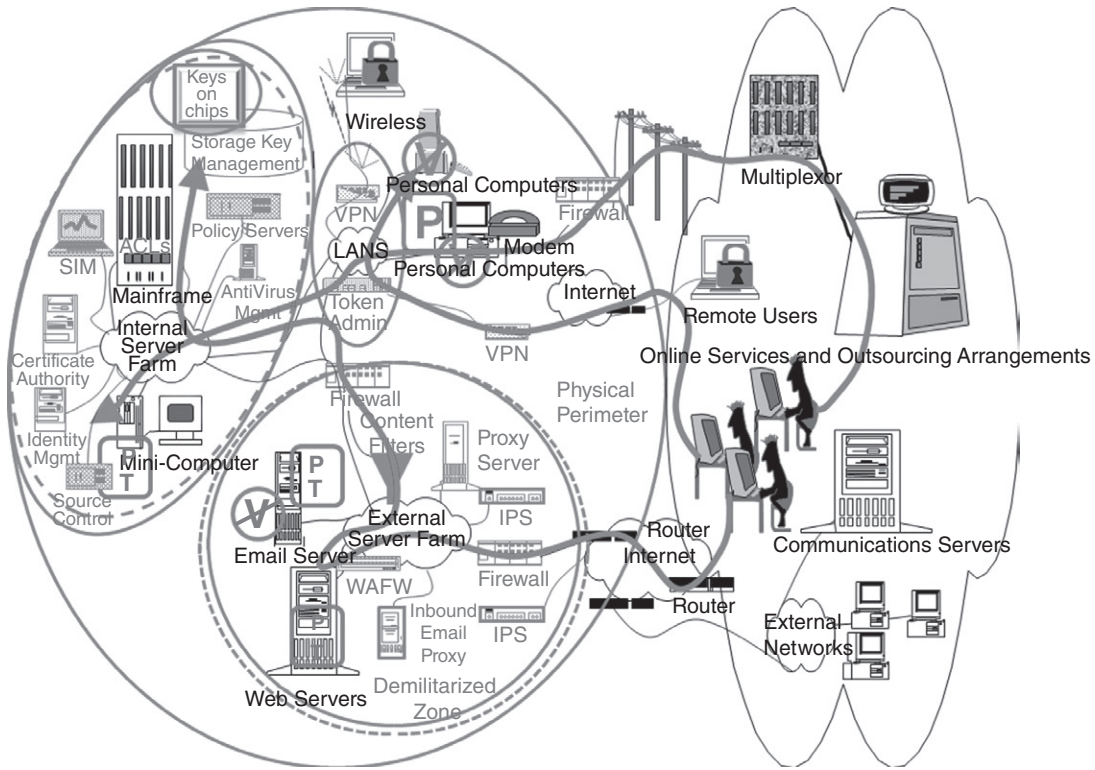 Keys
on
chips
Storage Key
Management
Wireless
V
Personal Computers
VPN
P
Firewall
Multiplexor
ACLs
Policy Servers
SIM
LANS
Modem
Personal Computers
Mainframe
AntiVirus
Mgmt
Token
Admin
Internet
Remote Users
Internal
Server
Farm
VPN
Online Services and Outsourcing Arrangements
Certificate
Authority
Firewall
Content
Filters
Physical
Perimeter
Identity
Mgmt
Mini-Computer
P
T
Source
Control
Proxy
Server
P
T
V
IPS
External
Server Farm
Email Server
Router
Internet
Communications Servers
WAFW
Firewall
Router
Inbound
Email
Proxy
IPS
P
External
Networks
Web Servers
Demilitarized
Zone